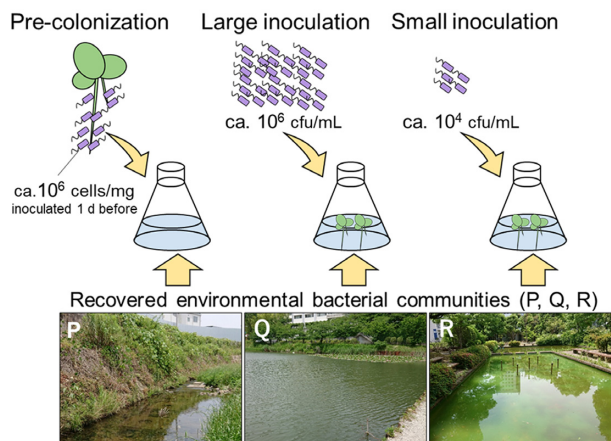 Pre-colonization
Large inoculation
Small inoculation
ca. 10⁶ cfu/mL
ca. 10⁴ cfu/mL
ca.10⁶ cells/mg
inoculated 1 d before
Recovered environmental bacterial communities (P, Q, R)
P
Q
R